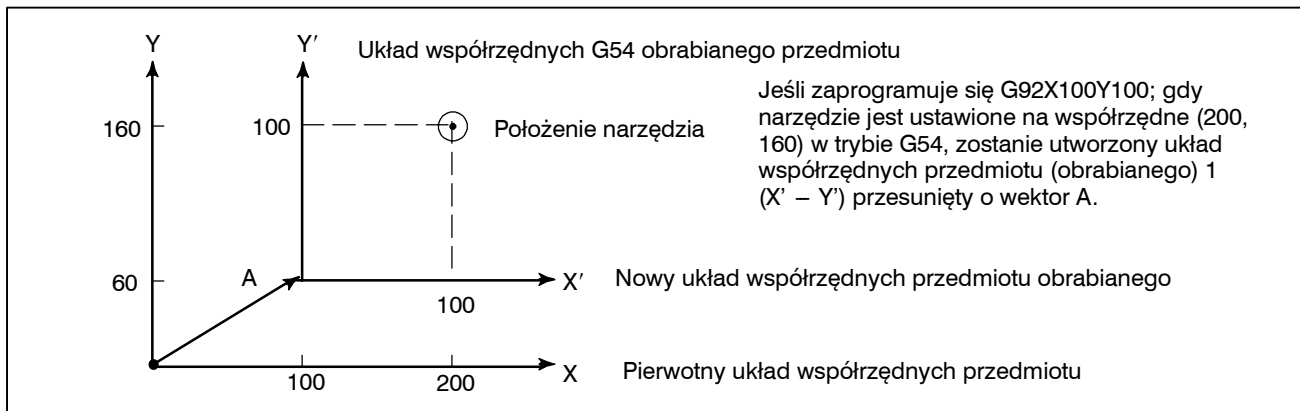 Y
Y′
Układ współrzędnych G54 obrabianego przedmiotu
Jeśli zaprogramuje się G92X100Y100; gdy
narzędzie jest ustawione na współrzędne (200,
160) w trybie G54, zostanie utworzony układ
współrzędnych przedmiotu (obrabianego) 1
(X’ – Y’) przesunięty o wektor A.
160
100
Położenie narzędzia
60
A
X′
Nowy układ współrzędnych przedmiotu obrabianego
100
100
200
X
Pierwotny układ współrzędnych przedmiotu